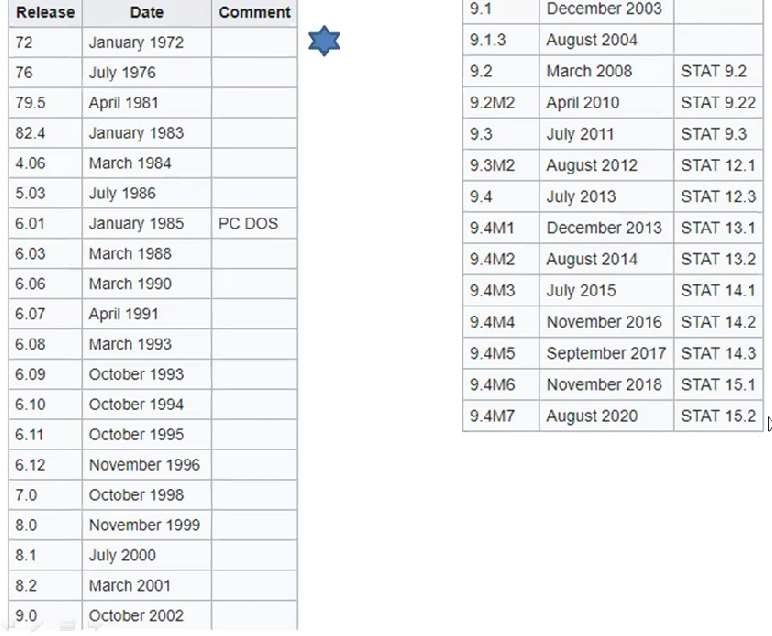 Release Date Comment
72 January 1972
76 July 1976
79.5 April 1981
82.4 January 1983
4.06 March 1984
5.03 July 1986
6.01 January 1985 PC DOS
6.03 March 1988
6.06 March 1990
6.07 April 1991
6.08 March 1993
6.09 October 1993
6.10 October 1994
6.11 October 1995
6.12 November 1996
7.0 October 1998
8.0 November 1999
8.1 July 2000
8.2 March 2001
9.0 October 2002
9.1 December 2003
9.1.3 August 2004
9.2 March 2008 STAT 9.2
9.2M2 April 2010 STAT 9.22
9.3 July 2011 STAT 9.3
9.3M2 August 2012 STAT 12.1
9.4 July 2013 STAT 12.3
9.4M1 December 2013 STAT 13.1
9.4M2 August 2014 STAT 13.2
9.4M3 July 2015 STAT 14.1
9.4M4 November 2016 STAT 14.2
9.4M5 September 2017 STAT 14.3
9.4M6 November 2018 STAT 15.1
9.4M7 August 2020 STAT 15.2